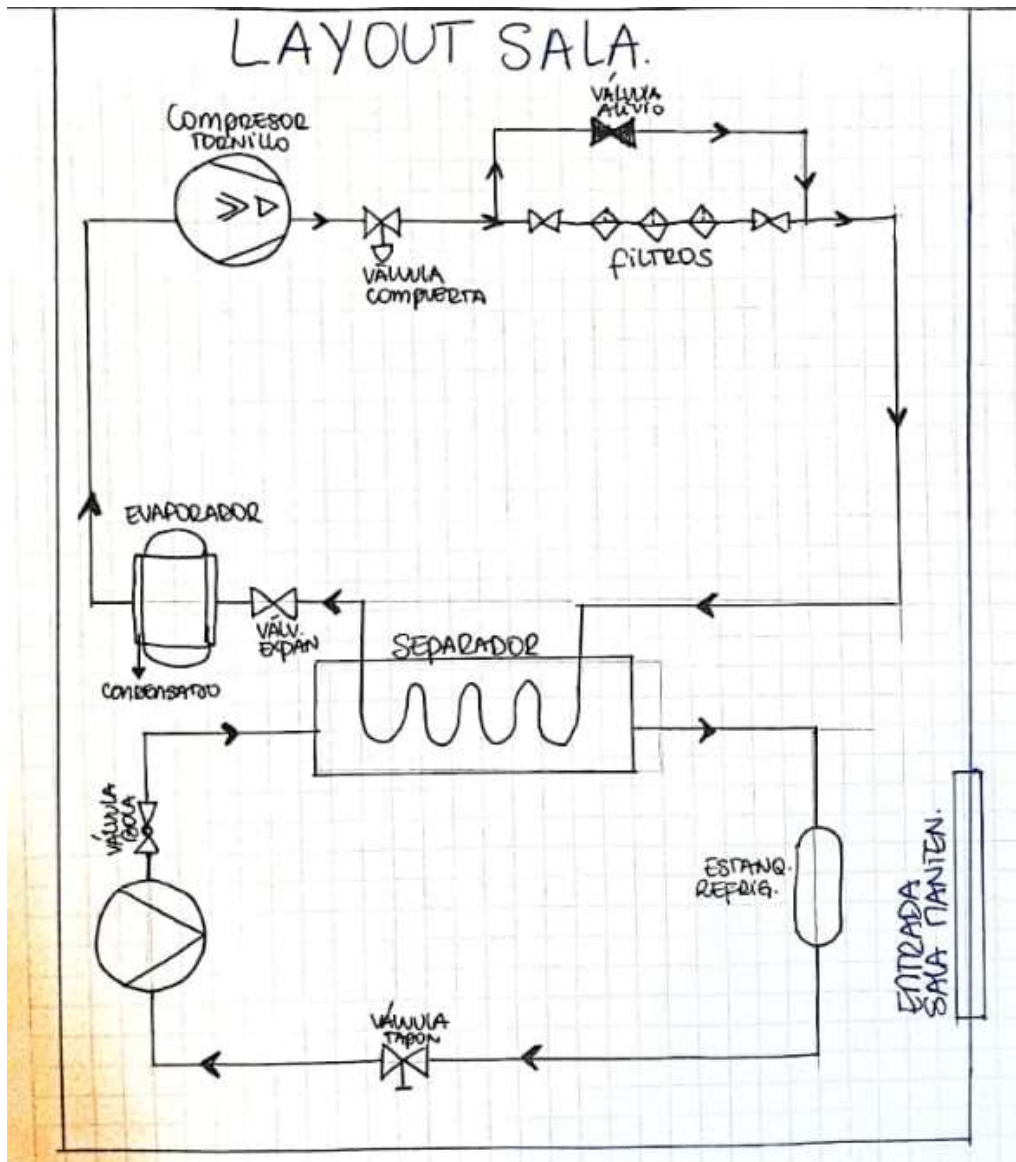 LAYOUT SALA.
COMPRESOR
TORNILLO
VÁLVULA
ALIVIO
VÁLVULA
COMPUERTA
FILTROS
EVAPORADOR
VÁLV.
EXPAN
CONDENSADO
SEPARADOR
VÁLVULA
BOLA
ESTANQ.
REFRIG.
ENTRADA
SALA MANTEN.
VÁLVULA
TAPON